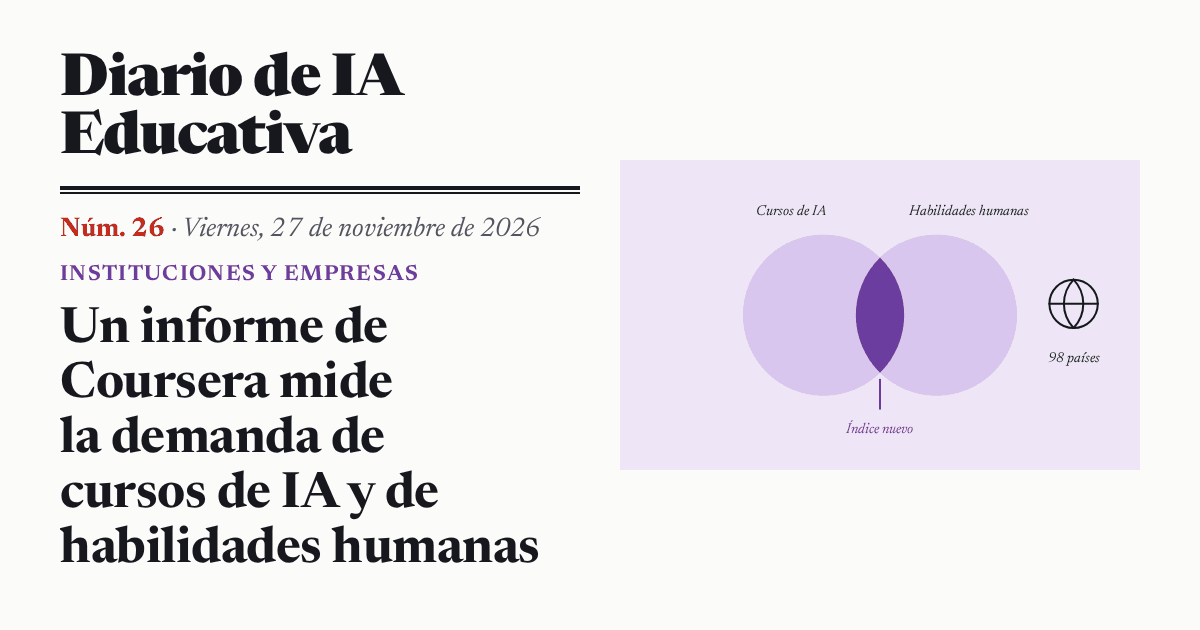 Diario de IA
Educativa
Núm. 26 · Viernes, 27 de noviembre de 2026
INSTITUCIONES Y EMPRESAS
Un informe de
Coursera mide
la demanda de
cursos de IA y de
habilidades humanas
Cursos de IA
Habilidades humanas
98 países
Índice nuevo